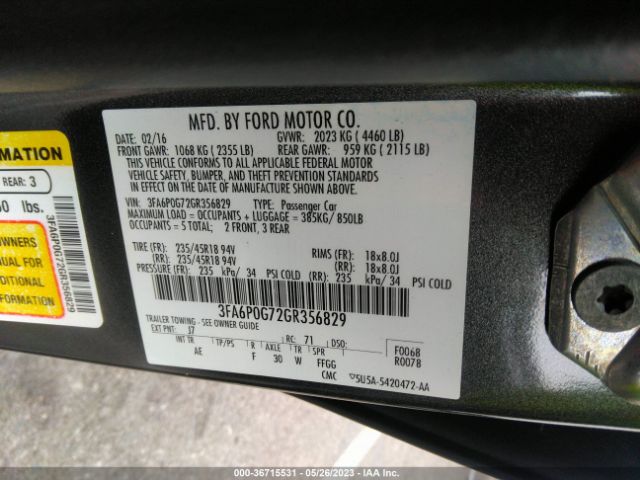 MFD. BY FORD MOTOR CO.
DATE: 02/16 GVWR: 2023 KG ( 4460 LB)
FRONT GAWR: 1068 KG ( 2355 LB) REAR GAWR: 959 KG ( 2115 LB)
THIS VEHICLE CONFORMS TO ALL APPLICABLE FEDERAL MOTOR
VEHICLE SAFETY, BUMPER, AND THEFT PREVENTION STANDARDS
IN EFFECT ON THE DATE OF MANUFACTURE SHOWN ABOVE.
VIN: 3FA6P0G72GR356829 TYPE: Passenger Car
MAXIMUM LOAD = OCCUPANTS + LUGGAGE = 385KG/ 850LB
OCCUPANTS = 5 TOTAL; 2 FRONT, 3 REAR
TIRE (FR): 235/45R18 94V RIMS (FR): 18x8.0J
(RR): 235/45R18 94V (RR): 18x8.0J
PRESSURE (FR): 235 kPa/ 34 PSI COLD (RR): 235 kPa/ 34 PSI COLD
3FA6P0G72GR356829
TRAILER TOWING - SEE OWNER GUIDE
EXT PNT: J7 RC: 71 DSO: F0068
INT TR TP/PS R AXLE TR SPR R0078
AE F 30 W FFGG
CMC 5U5A-5420472-AA
RMATION
REAR: 3
lbs.
OWNERS
NUAL FOR
DITIONAL
FORMATION
3FA6P0G72GR356829
000-36715531 - 05/26/2023 - IAA Inc.